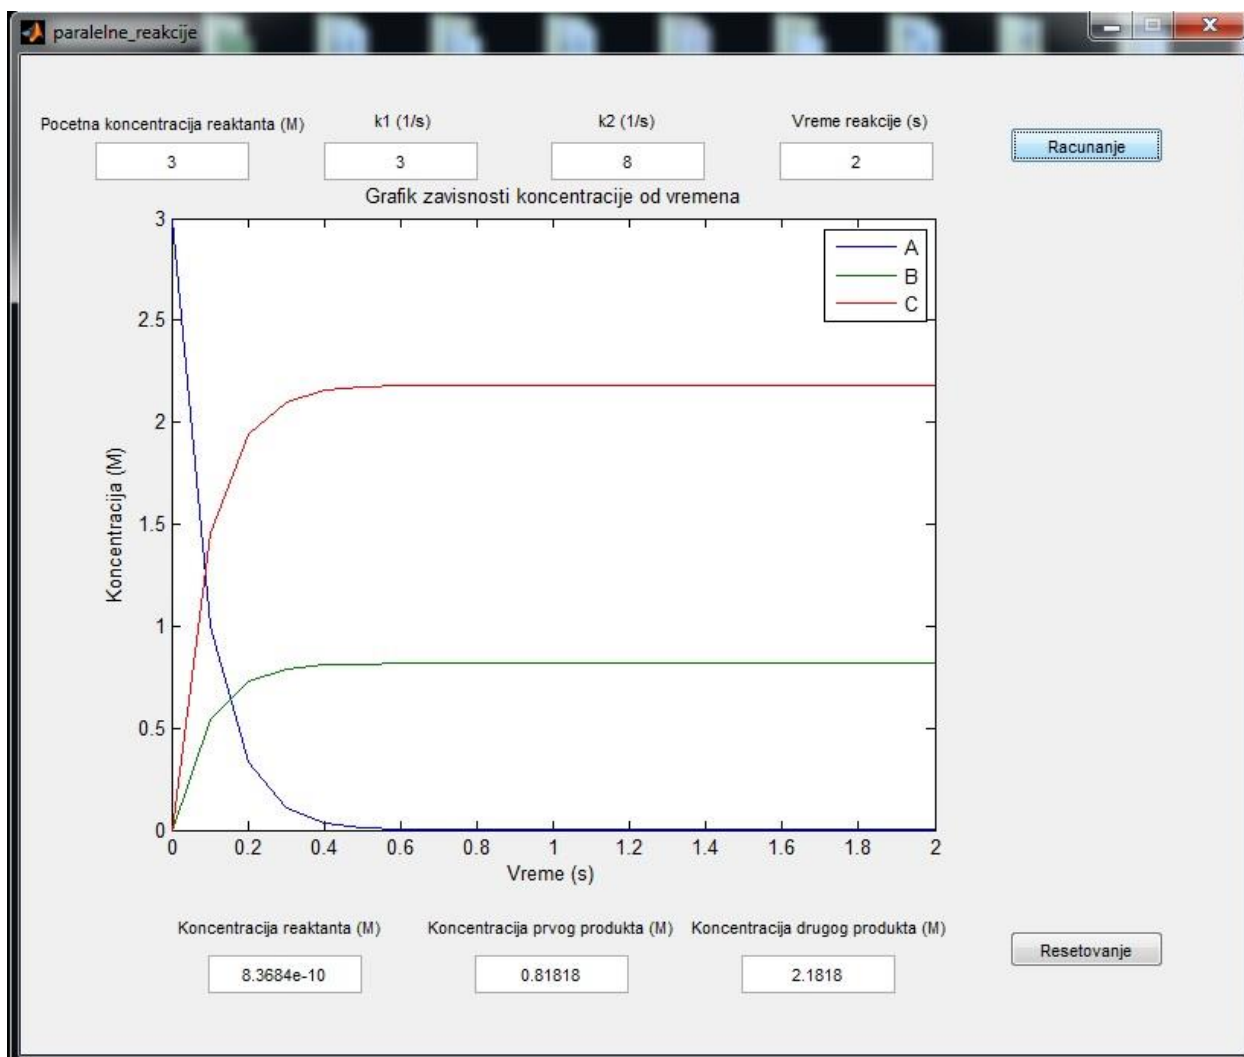 paralelne_reakcije
Pocetna koncentracija reaktanta (M)
k1 (1/s)
k2 (1/s)
Vreme reakcije (s)
3
3
8
2
Racunanje
Grafik zavisnosti koncentracije od vremena
3
2.5
2
1.5
1
0.5
0
Koncentracija (M)
A
B
C
0 0.2 0.4 0.6 0.8 1 1.2 1.4 1.6 1.8 2
Vreme (s)
Koncentracija reaktanta (M)
Koncentracija prvog produkta (M)
Koncentracija drugog produkta (M)
8.3684e-10
0.81818
2.1818
Resetovanje